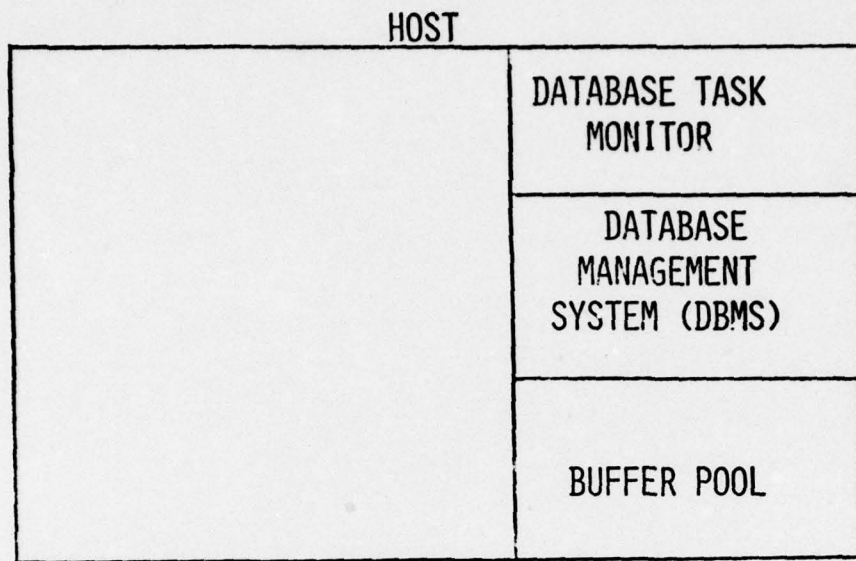 HOST
DATABASE TASK
MONITOR
DATABASE
MANAGEMENT
SYSTEM (DBMS)
BUFFER POOL